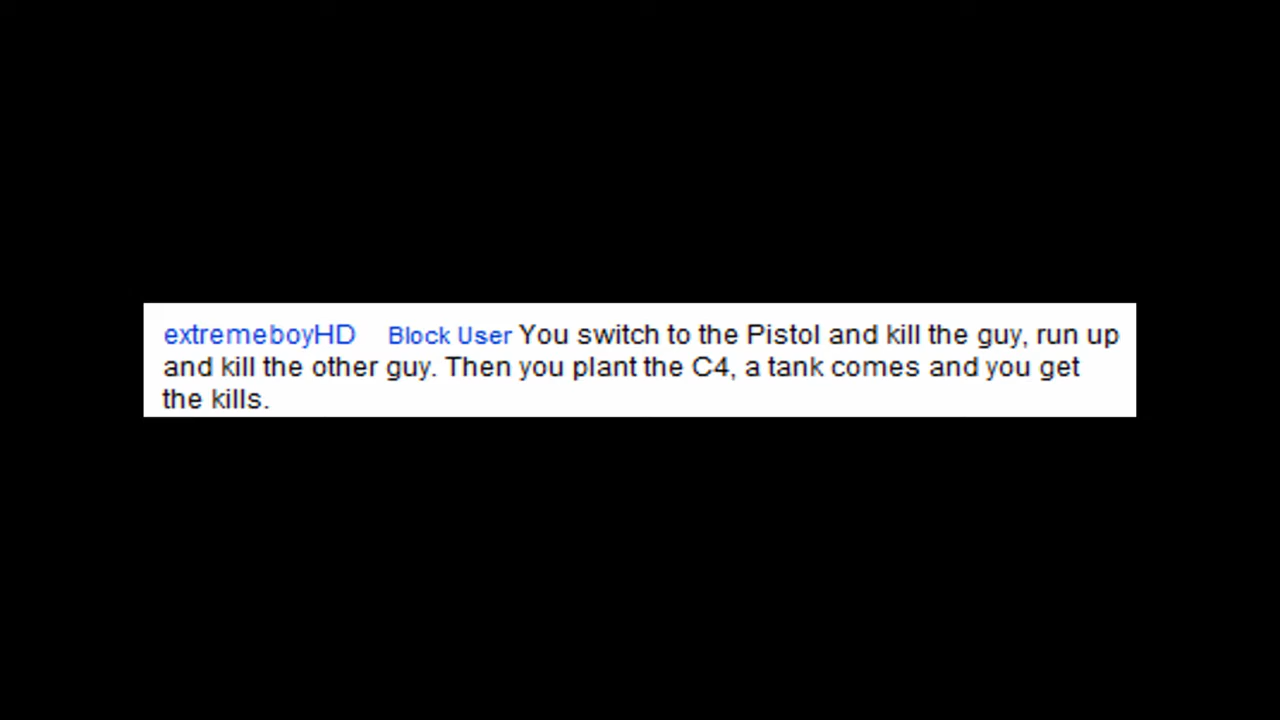 extremeboyHD Block User You switch to the Pistol and kill the guy, run up
and kill the other guy. Then you plant the C4, a tank comes and you get
the kills.